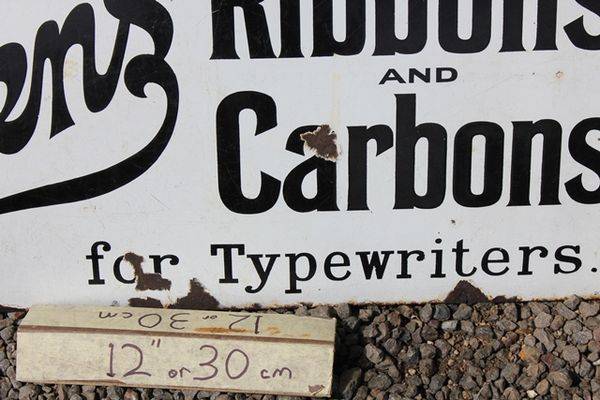 Ribbons
AND
Carbons
for Typewriters.
12 or 30 cm
12" or 30 cm